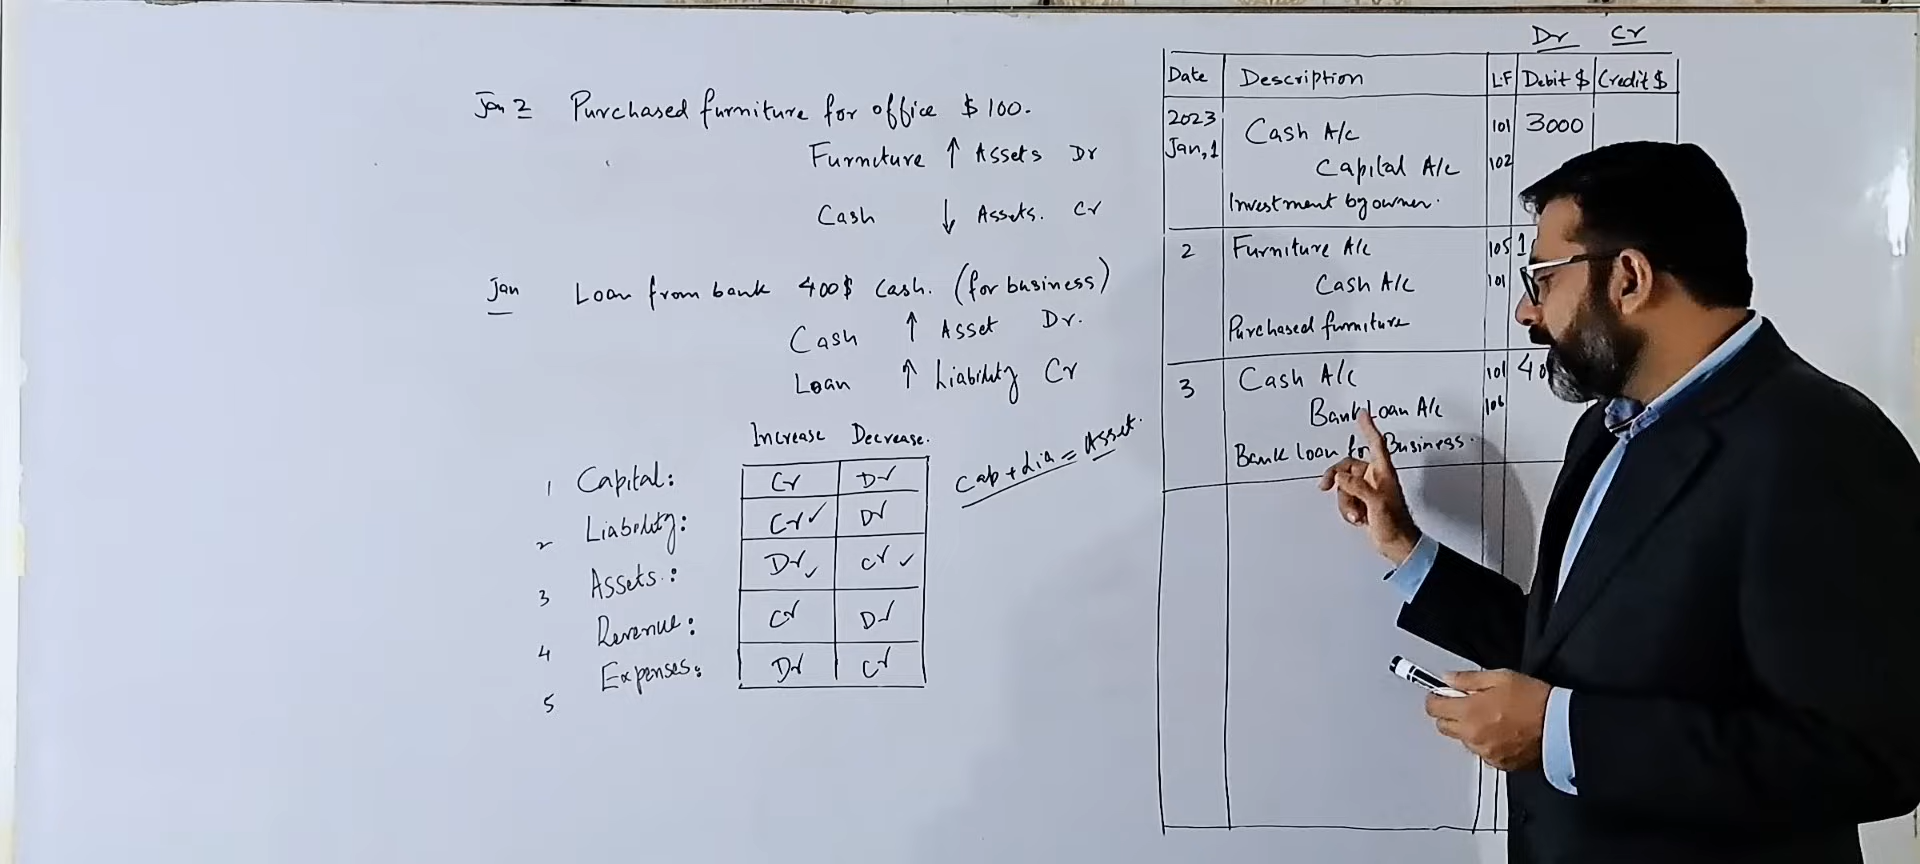 Jan 2 Purchased furniture for office $ 100.
Furniture ↑ Assets Dr
Cash ↓ Assets. Cr
Jan Loan from bank 400$ Cash. (for business)
Cash ↑ Asset Dr.
Loan ↑ Liability Cr
Increase Decrease.
1 Capital: Cr Dr
2 Liability: Cr ✓ Dr
3 Assets: Dr ✓ Cr ✓
4 Revenue: Cr Dr
5 Expenses: Dr Cr
Cap + Lia = Asset.
Dr Cr
Date Description L.F Debit $ Credit $
2023
Jan, 1 Cash A/c 101 3000
Capital A/c 102
Investment by owner.
2 Furniture A/c 105
Cash A/c 101
Purchased furniture
3 Cash A/c 101
Bank Loan A/c 106
Bank loan for Business.